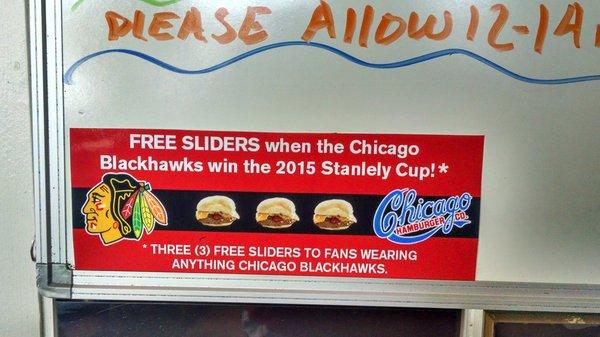 PLEASE ALLOW 12-14
FREE SLIDERS when the Chicago
Blackhawks win the 2015 Stanlely Cup!*
Chicago
HAMBURGER CO.
* THREE (3) FREE SLIDERS TO FANS WEARING
ANYTHING CHICAGO BLACKHAWKS.